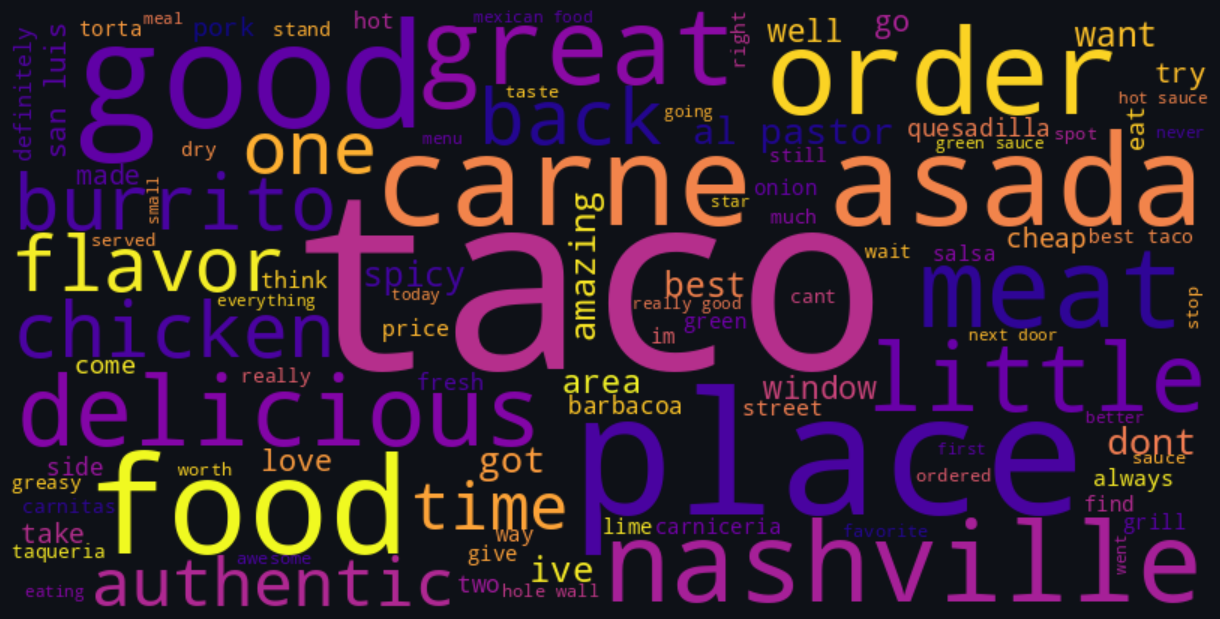 torta
meal
pork
stand
hot
mexican food
right
go
well
want
definitely
san luis
good
great
order
try
hot sauce
taste
back
going
al pastor
quesadilla
spot
eat
never
menu
green sauce
dry
one
carne asada
still
made
small
burrito
onion
star
much
amazing
taco
served
flavor
think
spicy
wait
salsa
cheap
best taco
best
today
really good
cant
meat
stop
everything
chicken
price
green
im
next door
come
really
fresh
area
window
little
delicious
barbacoa
street
place
better
dont
first
sauce
side
worth
love
got
ordered
always
greasy
food
time
carnitas
find
take
way
lime
carniceria
favorite
grill
taqueria
awesome
give
ive
nashville
went
eating
authentic
two
hole wall